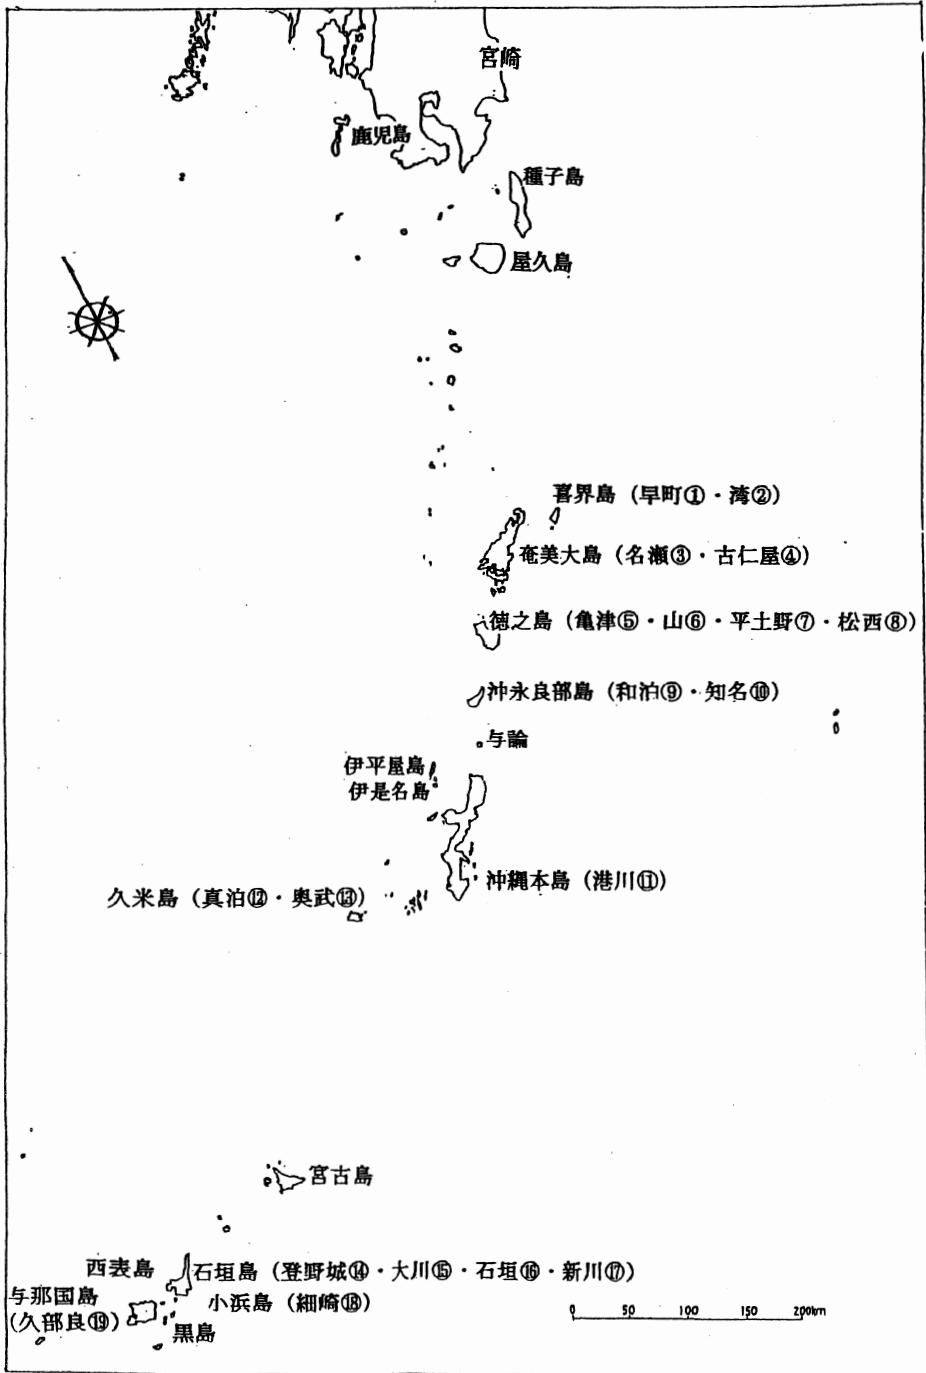 宮崎
鹿児島
種子島
屋久島
喜界島（早町①・湾②）
奄美大島（名瀬③・古仁屋④）
徳之島（亀津⑤・山⑥・平土野⑦・松西⑧）
沖永良部島（和泊⑨・知名⑩）
与論
伊平屋島
伊是名島
沖縄本島（港川⑪）
久米島（真泊⑫・奥武⑬）
宮古島
西表島
石垣島（登野城⑭・大川⑮・石垣⑯・新川⑰）
与那国島
(久部良⑲)
小浜島（細崎⑱）
黒島
0 50 100 150 200km